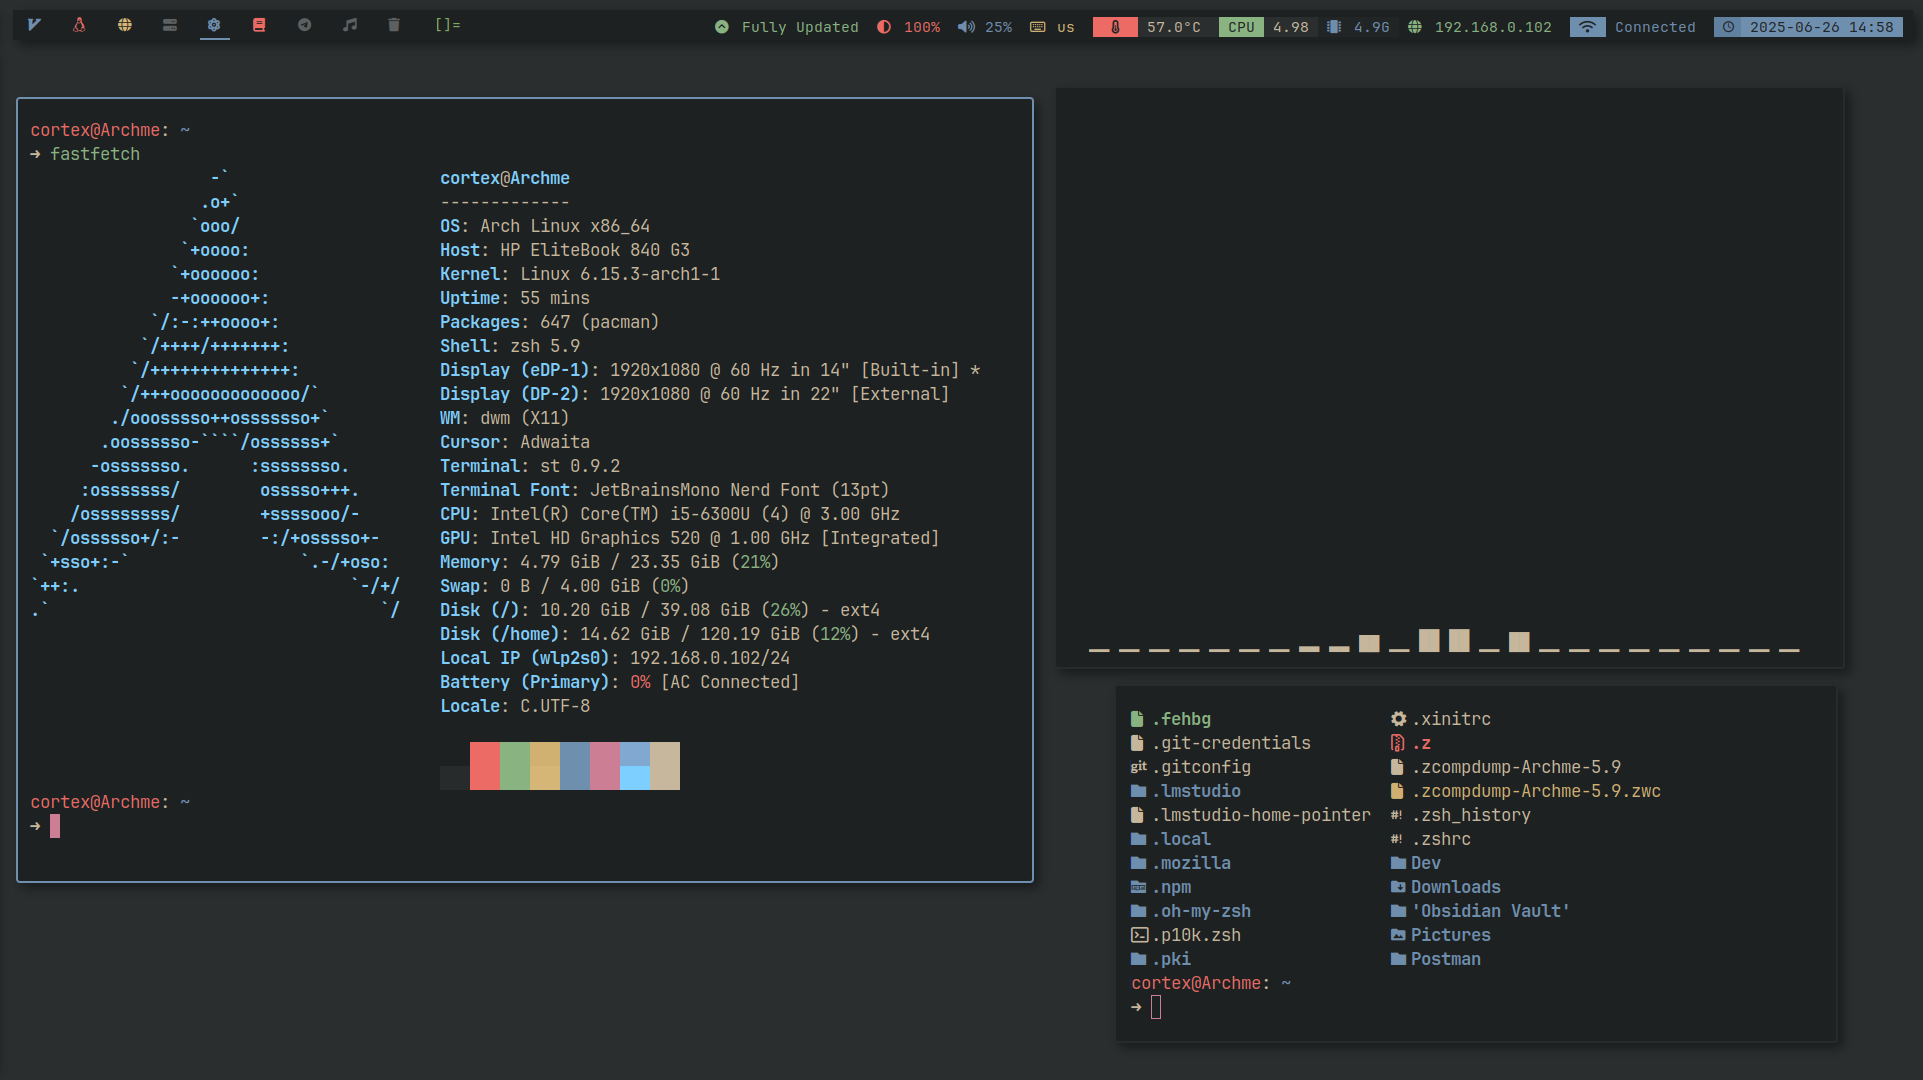 []= Fully Updated 100% 25% us 57.0°C CPU 4.98 4.9G 192.168.0.102 Connected 2025-06-26 14:58
cortex@Archme: ~
➜ fastfetch
-`
.o+`
`ooo/
`+oooo:
`+oooooo:
-+oooooo+:
`/:-:++oooo+:
`/++++/+++++++:
`/++++++++++++++:
`/+++ooooooooooooo/`
./ooosssso++osssssso+`
.oossssso-````/ossssss+`
-osssssso. :ssssssso.
:osssssss/ osssso+++.
/ossssssss/ +ssssooo/-
`/ossssso+/:- -:/+osssso+-
`+sso+:-` `.-/+oso:
`++:. `-/+/
.` `/
cortex@Archme
-------------
OS: Arch Linux x86_64
Host: HP EliteBook 840 G3
Kernel: Linux 6.15.3-arch1-1
Uptime: 55 mins
Packages: 647 (pacman)
Shell: zsh 5.9
Display (eDP-1): 1920x1080 @ 60 Hz in 14" [Built-in] *
Display (DP-2): 1920x1080 @ 60 Hz in 22" [External]
WM: dwm (X11)
Cursor: Adwaita
Terminal: st 0.9.2
Terminal Font: JetBrainsMono Nerd Font (13pt)
CPU: Intel(R) Core(TM) i5-6300U (4) @ 3.00 GHz
GPU: Intel HD Graphics 520 @ 1.00 GHz [Integrated]
Memory: 4.79 GiB / 23.35 GiB (21%)
Swap: 0 B / 4.00 GiB (0%)
Disk (/): 10.20 GiB / 39.08 GiB (26%) - ext4
Disk (/home): 14.62 GiB / 120.19 GiB (12%) - ext4
Local IP (wlp2s0): 192.168.0.102/24
Battery (Primary): 0% [AC Connected]
Locale: C.UTF-8
cortex@Archme: ~
➜
.fehbg .xinitrc
.git-credentials .z
git .gitconfig .zcompdump-Archme-5.9
.lmstudio .zcompdump-Archme-5.9.zwc
.lmstudio-home-pointer #! .zsh_history
.local #! .zshrc
.mozilla Dev
.npm Downloads
.oh-my-zsh 'Obsidian Vault'
.p10k.zsh Pictures
.pki Postman
cortex@Archme: ~
➜